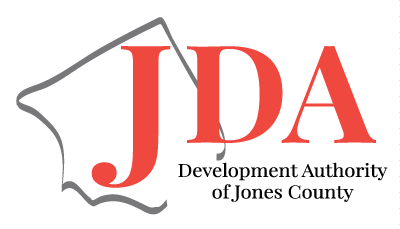 JDA
Development Authority
of Jones County